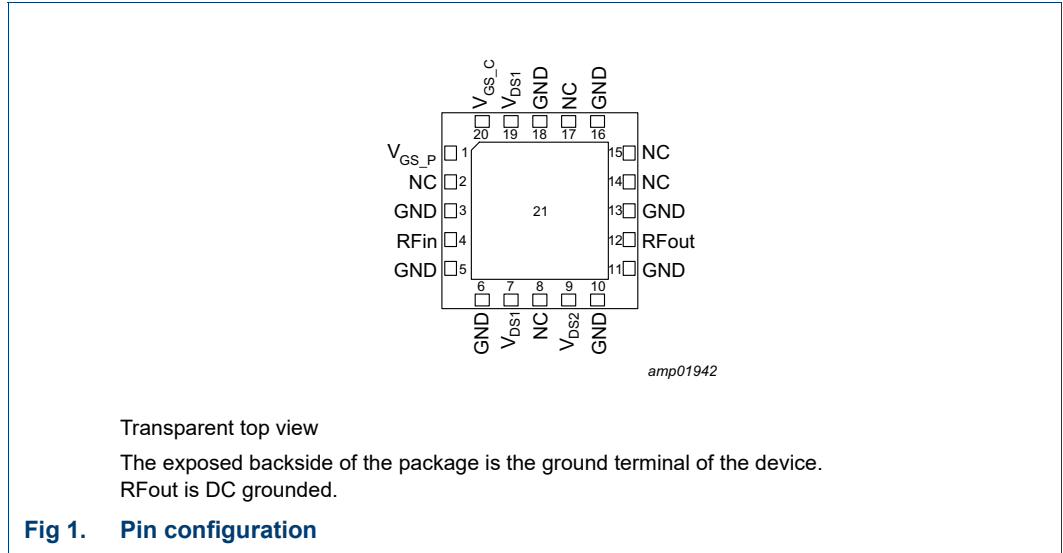 V_GS_C V_DS1 GND NC GND
20 19 18 17 16
V_GS_P 1 15 NC
NC 2 14 NC
GND 3 21 13 GND
RFin 4 12 RFout
GND 5 11 GND
6 7 8 9 10
GND V_DS1 NC V_DS2 GND
amp01942
Transparent top view
The exposed backside of the package is the ground terminal of the device.
RFout is DC grounded.
Fig 1. Pin configuration